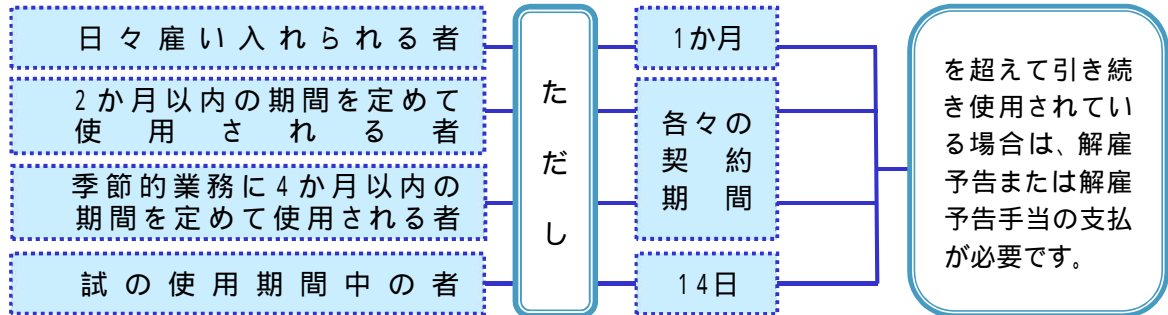 日々雇い入れられる者
2か月以内の期間を定めて
使用される者
季節的業務に4か月以内の
期間を定めて使用される者
試の使用期間中の者
ただし
1か月
各々の
契約
期間
14日
を超えて引き続
き使用されてい
る場合は、解雇
予告または解雇
予告手当の支払
が必要です。